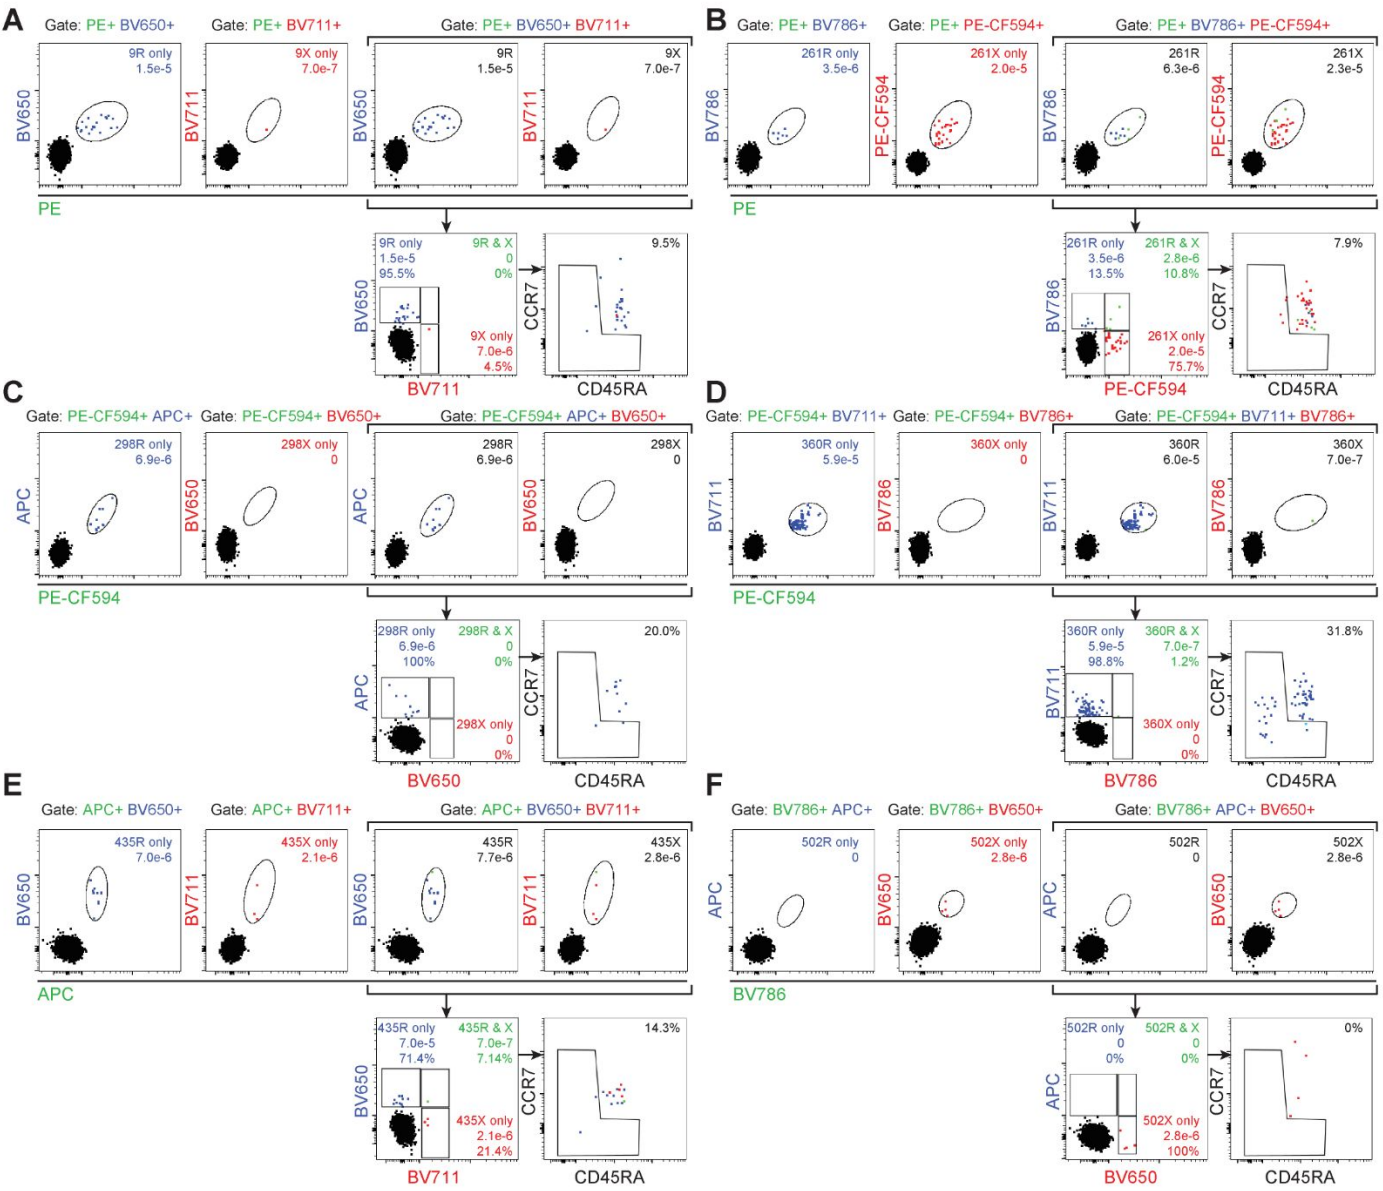 A
Gate: PE+ BV650+
Gate: PE+ BV711+
Gate: PE+ BV650+ BV711+
BV650
9R only
1.5e-5
BV711
9X only
7.0e-7
BV650
9R
1.5e-5
BV711
9X
7.0e-7
PE
BV650
9R only
1.5e-5
95.5%
9R & X
0
0%
9X only
7.0e-6
4.5%
BV711
CCR7
9.5%
CD45RA
B
Gate: PE+ BV786+
Gate: PE+ PE-CF594+
Gate: PE+ BV786+ PE-CF594+
BV786
261R only
3.5e-6
PE-CF594
261X only
2.0e-5
BV786
261R
6.3e-6
PE-CF594
261X
2.3e-5
PE
BV786
261R only
3.5e-6
13.5%
261R & X
2.8e-6
10.8%
261X only
2.0e-5
75.7%
PE-CF594
CCR7
7.9%
CD45RA
C
Gate: PE-CF594+ APC+
Gate: PE-CF594+ BV650+
Gate: PE-CF594+ APC+ BV650+
APC
298R only
6.9e-6
BV650
298X only
0
APC
298R
6.9e-6
BV650
298X
0
PE-CF594
APC
298R only
6.9e-6
100%
298R & X
0
0%
298X only
0
0%
BV650
CCR7
20.0%
CD45RA
D
Gate: PE-CF594+ BV711+
Gate: PE-CF594+ BV786+
Gate: PE-CF594+ BV711+ BV786+
BV711
360R only
5.9e-5
BV786
360X only
0
BV711
360R
6.0e-5
BV786
360X
7.0e-7
PE-CF594
BV711
360R only
5.9e-5
98.8%
360R & X
7.0e-7
1.2%
360X only
0
0%
BV786
CCR7
31.8%
CD45RA
E
Gate: APC+ BV650+
Gate: APC+ BV711+
Gate: APC+ BV650+ BV711+
BV650
435R only
7.0e-6
BV711
435X only
2.1e-6
BV650
435R
7.7e-6
BV711
435X
2.8e-6
APC
BV650
435R only
7.0e-5
71.4%
435R & X
7.0e-7
7.14%
435X only
2.1e-6
21.4%
BV711
CCR7
14.3%
CD45RA
F
Gate: BV786+ APC+
Gate: BV786+ BV650+
Gate: BV786+ APC+ BV650+
APC
502R only
0
BV650
502X only
2.8e-6
APC
502R
0
BV650
502X
2.8e-6
BV786
APC
502R only
0
0%
502R & X
0
0%
502X only
2.8e-6
100%
BV650
CCR7
0%
CD45RA